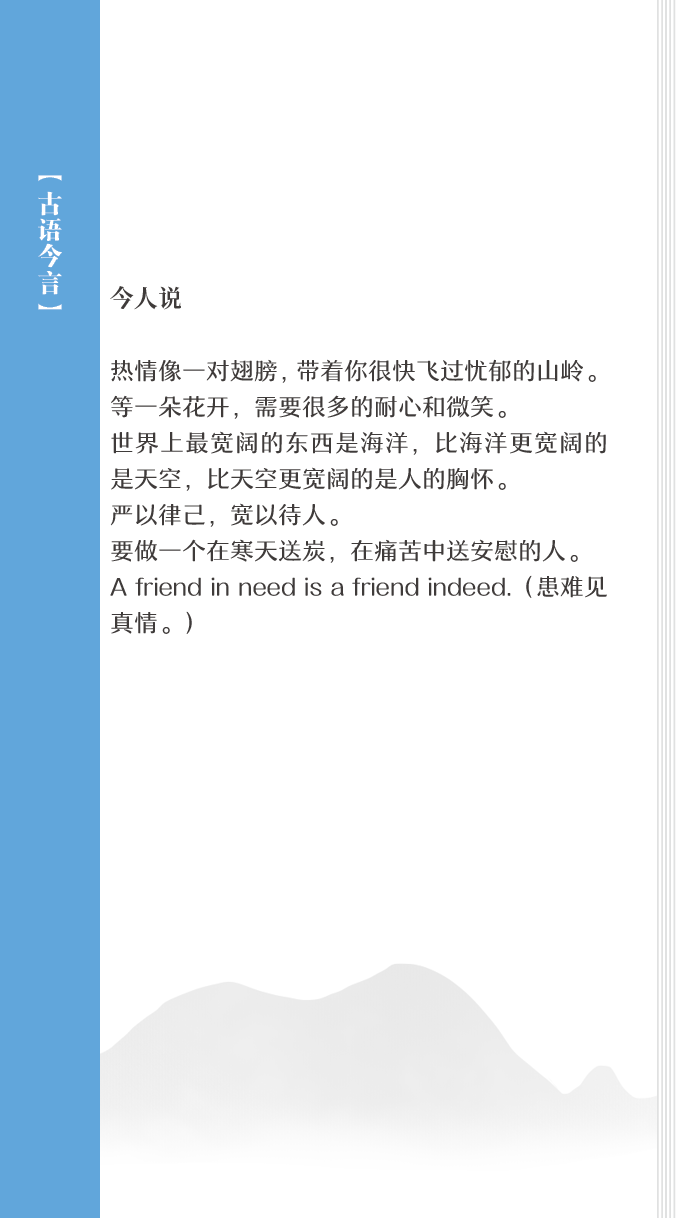 【古语今言】
今人说
热情像一对翅膀，带着你很快飞过忧郁的山岭。
等一朵花开，需要很多的耐心和微笑。
世界上最宽阔的东西是海洋，比海洋更宽阔的
是天空，比天空更宽阔的是人的胸怀。
严以律己，宽以待人。
要做一个在寒天送炭，在痛苦中送安慰的人。
A friend in need is a friend indeed.（患难见
真情。）